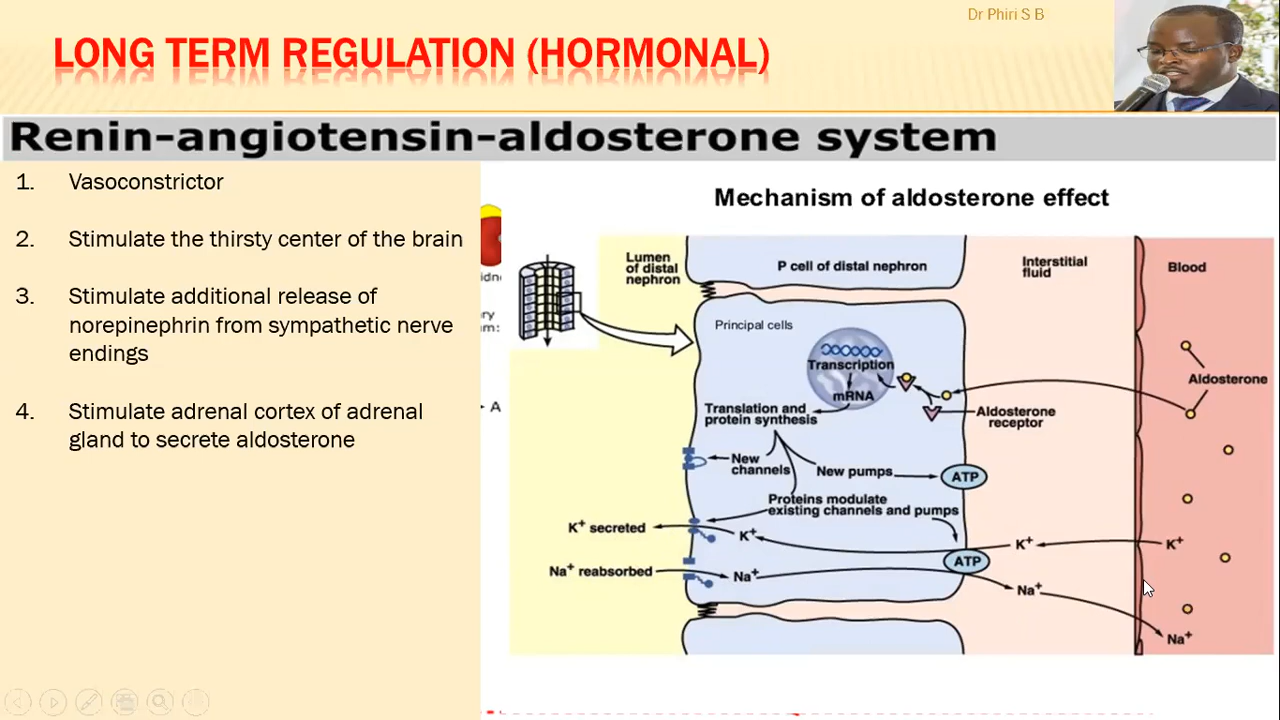 Dr Phiri S B
LONG TERM REGULATION (HORMONAL)
Renin-angiotensin-aldosterone system
1. Vasoconstrictor
2. Stimulate the thirsty center of the brain
3. Stimulate additional release of
norepinephrin from sympathetic nerve
endings
4. Stimulate adrenal cortex of adrenal
gland to secrete aldosterone
Mechanism of aldosterone effect
Lumen
of distal
nephron
P cell of distal nephron
Interstitial
fluid
Blood
Principal cells
Transcription
mRNA
Aldosterone
Aldosterone
receptor
Translation and
protein synthesis
New
channels
New pumps
ATP
Proteins modulate
existing channels and pumps
K+ secreted
K+
K+
K+
ATP
Na+ reabsorbed
Na+
Na+
Na+